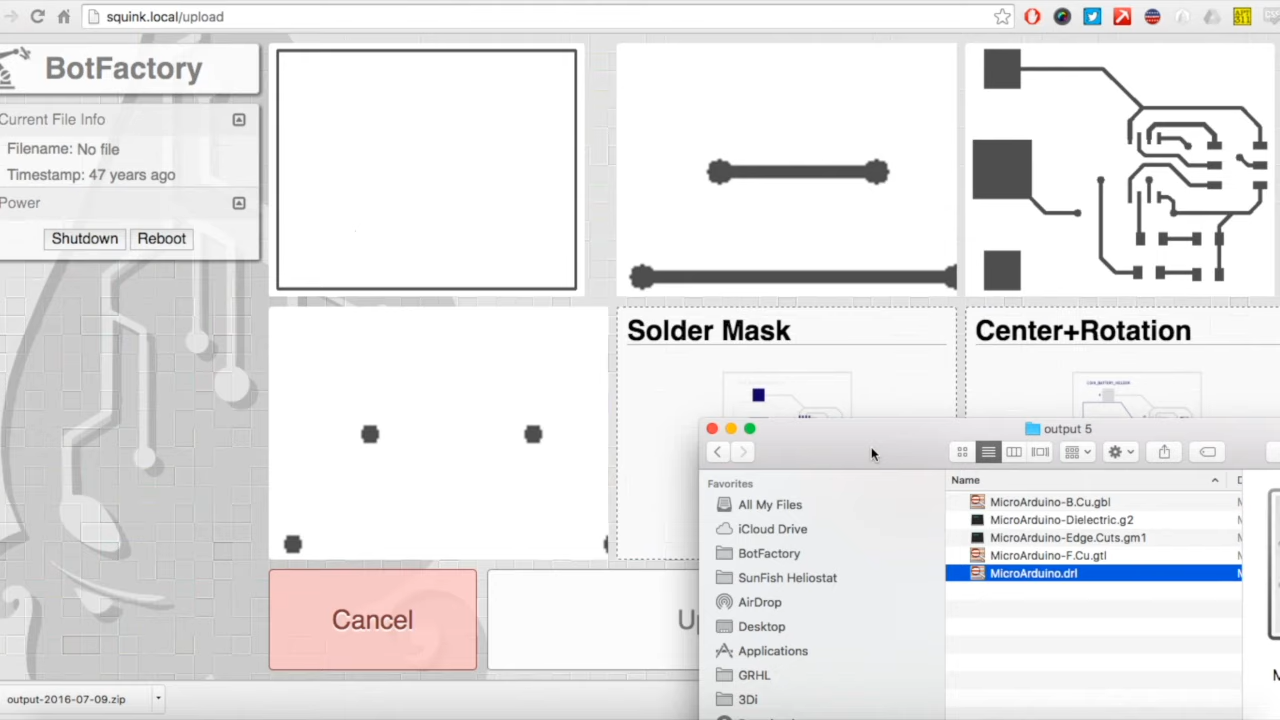 squink.local/upload
BotFactory
Current File Info
Filename: No file
Timestamp: 47 years ago
Power
Shutdown Reboot
Solder Mask
Center+Rotation
Cancel
output 5
Favorites
All My Files
iCloud Drive
BotFactory
SunFish Heliostat
AirDrop
Desktop
Applications
GRHL
3Di
Name
MicroArduino-B.Cu.gbl
MicroArduino-Dielectric.g2
MicroArduino-Edge.Cuts.gm1
MicroArduino-F.Cu.gtl
MicroArduino.drl
output-2016-07-09.zip